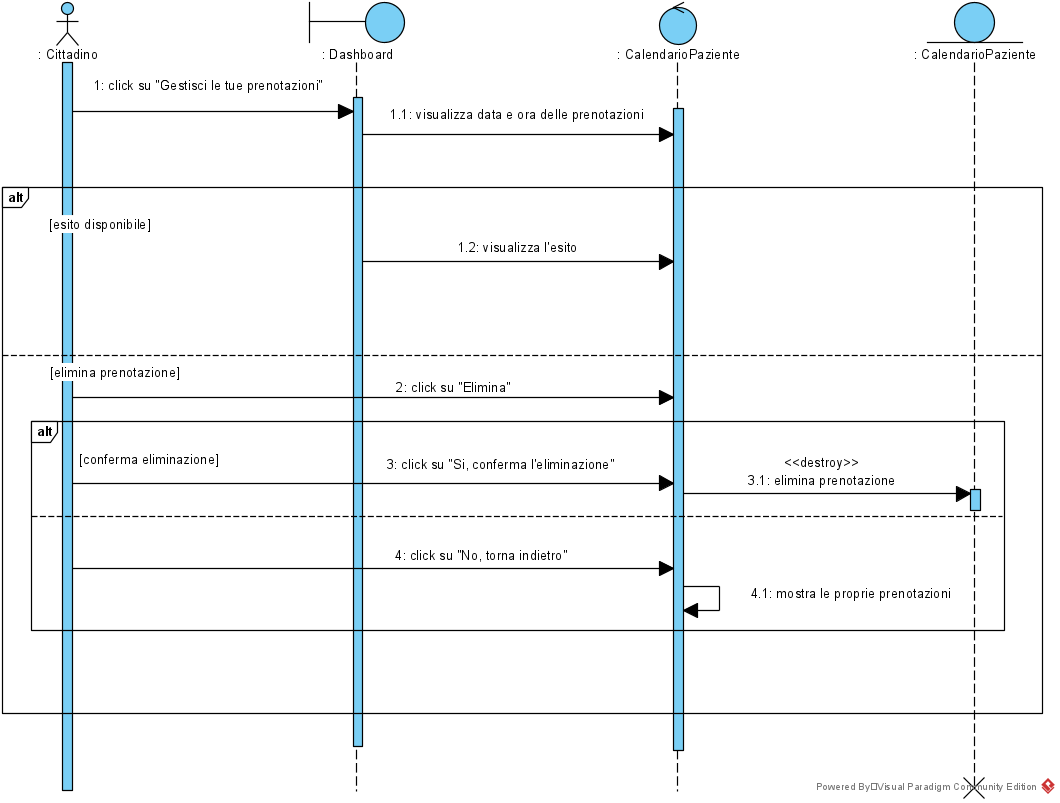 : Cittadino
: Dashboard
: CalendarioPaziente
: CalendarioPaziente
1: click su "Gestisci le tue prenotazioni"
1.1: visualizza data e ora delle prenotazioni
alt
[esito disponibile]
1.2: visualizza l'esito
[elimina prenotazione]
2: click su "Elimina"
alt
[conferma eliminazione]
3: click su "Si, conferma l'eliminazione"
<<destroy>>
3.1: elimina prenotazione
4: click su "No, torna indietro"
4.1: mostra le proprie prenotazioni
Powered By□Visual Paradigm Community Edition